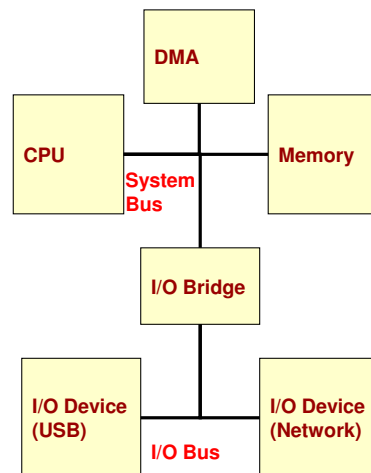 DMA
CPU
Memory
System
Bus
I/O Bridge
I/O Device
(USB)
I/O Device
(Network)
I/O Bus